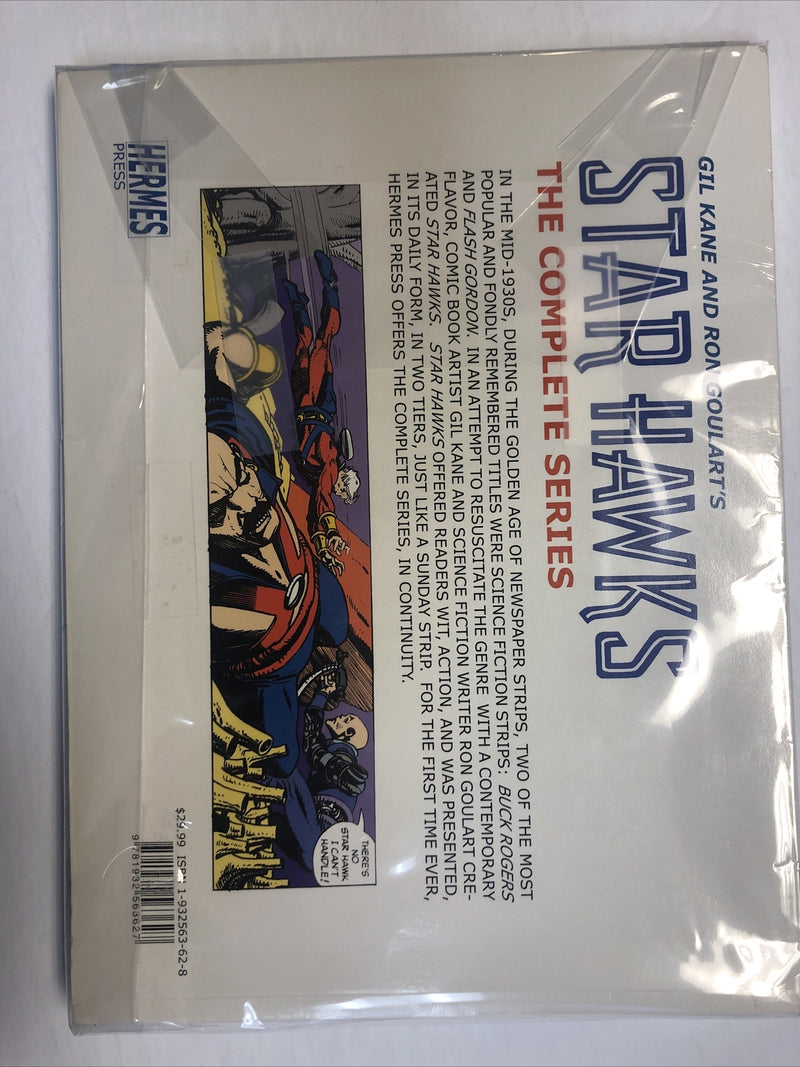 GIL KANE AND RON GOULART'S
STAR HAWKS
THE COMPLETE SERIES
IN THE MID-1930S, DURING THE GOLDEN AGE OF NEWSPAPER STRIPS, TWO OF THE MOST
POPULAR AND FONDLY REMEMBERED TITLES WERE SCIENCE FICTION STRIPS: BUCK ROGERS
AND FLASH GORDON. IN AN ATTEMPT TO RESUSCITATE THE GENRE WITH A CONTEMPORARY
FLAVOR, COMIC BOOK ARTIST GIL KANE AND SCIENCE FICTION WRITER RON GOULART CRE-
ATED STAR HAWKS. STAR HAWKS OFFERED READERS WIT, ACTION, AND WAS PRESENTED,
IN ITS DAILY FORM, IN TWO TIERS, JUST LIKE A SUNDAY STRIP. FOR THE FIRST TIME EVER,
HERMES PRESS OFFERS THE COMPLETE SERIES, IN CONTINUITY.
THERE'S
NO
STAR HAWK
I CAN'T
HANDLE!
HERMES
PRESS
$29.99 ISBN 1-932563-62-8
9781932563627